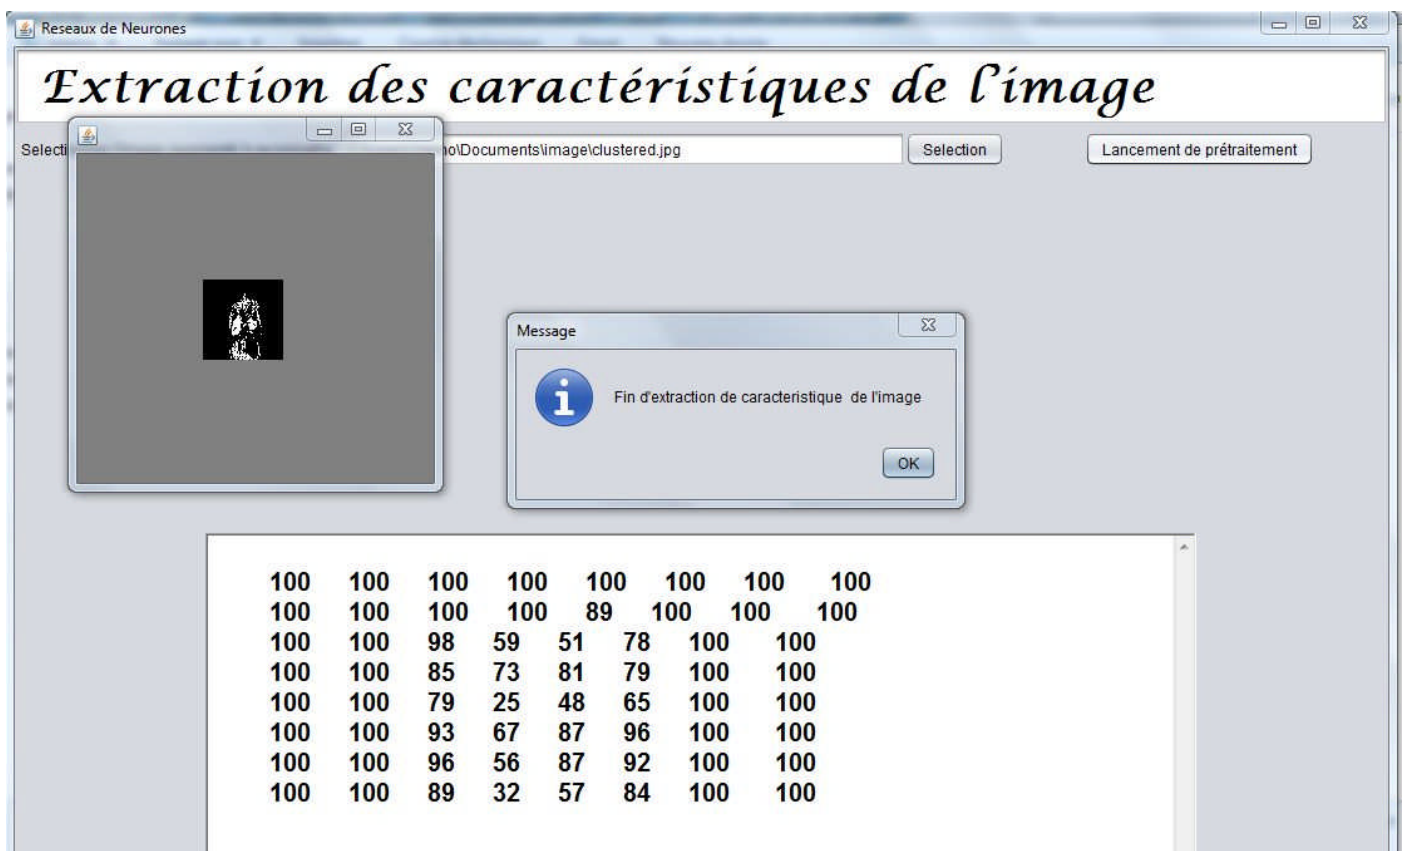 Reseaux de Neurones
Extraction des caractéristiques de l'image
Selecti no\Documents\image\clustered.jpg Selection Lancement de prétraitement
Message
Fin d'extraction de caracteristique de l'image
OK
100 100 100 100 100 100 100 100
100 100 100 100 89 100 100 100
100 100 98 59 51 78 100 100
100 100 85 73 81 79 100 100
100 100 79 25 48 65 100 100
100 100 93 67 87 96 100 100
100 100 96 56 87 92 100 100
100 100 89 32 57 84 100 100